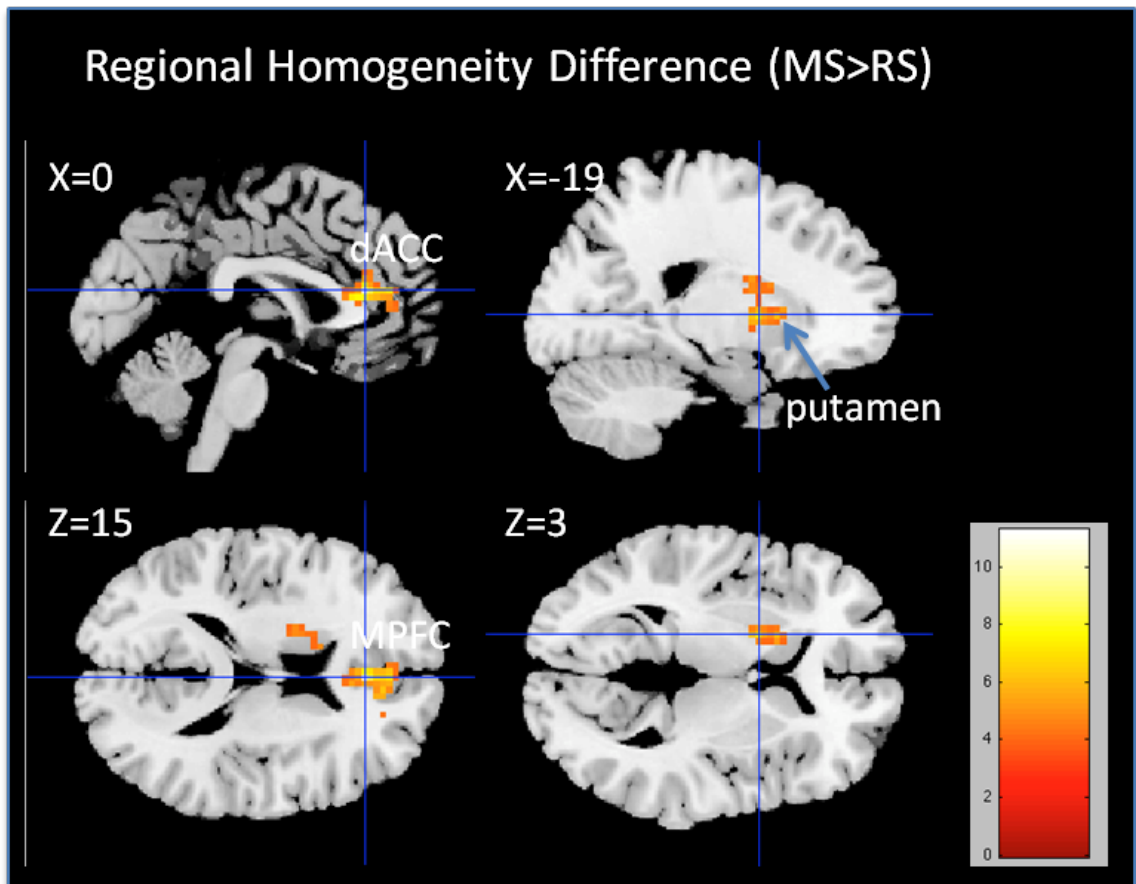 Regional Homogeneity Difference (MS>RS)
X=0
X=-19
dACC
putamen
Z=15
Z=3
MPFC
10
8
6
4
2
0